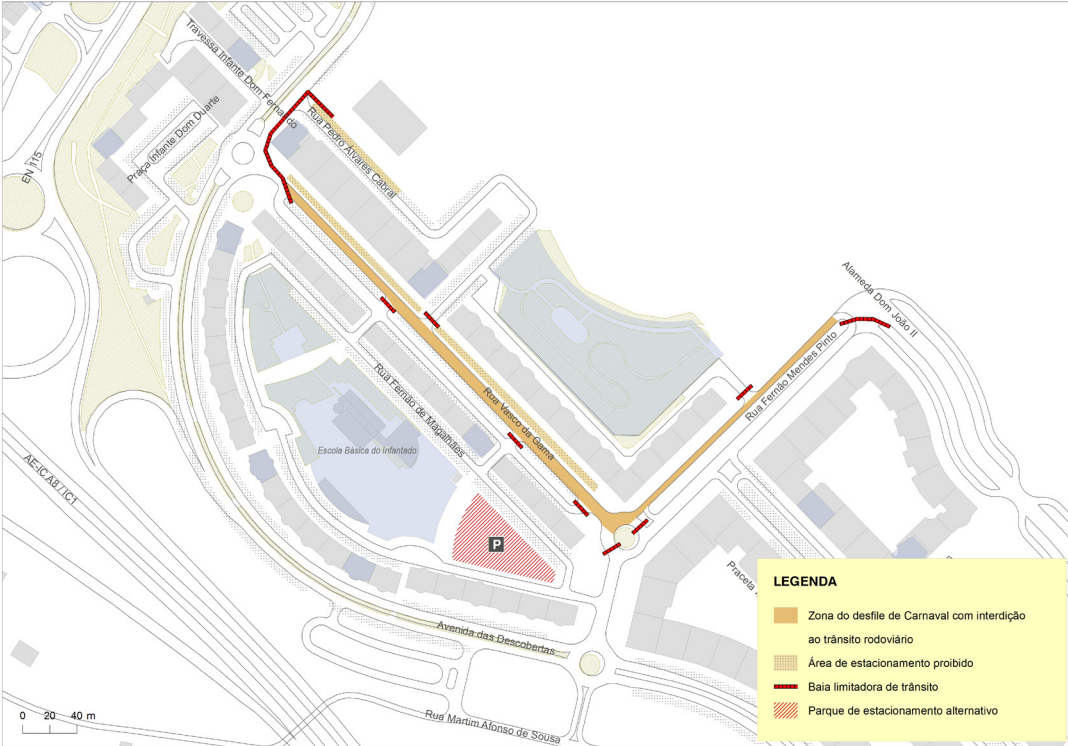 Travessa Infante Dom Fernando
Praça Infante Dom Duarte
EN 115
Rua Pedro Álvares Cabral
Alameda Dom João II
Rua Fernão Mendes Pinto
Rua Vasco da Gama
Rua Fernão de Magalhães
Escola Básica do Infantado
AE-IC A8 / IC1
P
Praceta
Avenida das Descobertas
Rua Martim Afonso de Sousa
0 20 40 m
LEGENDA
Zona do desfile de Carnaval com interdição
ao trânsito rodoviário
Área de estacionamento proibido
Baia limitadora de trânsito
Parque de estacionamento alternativo